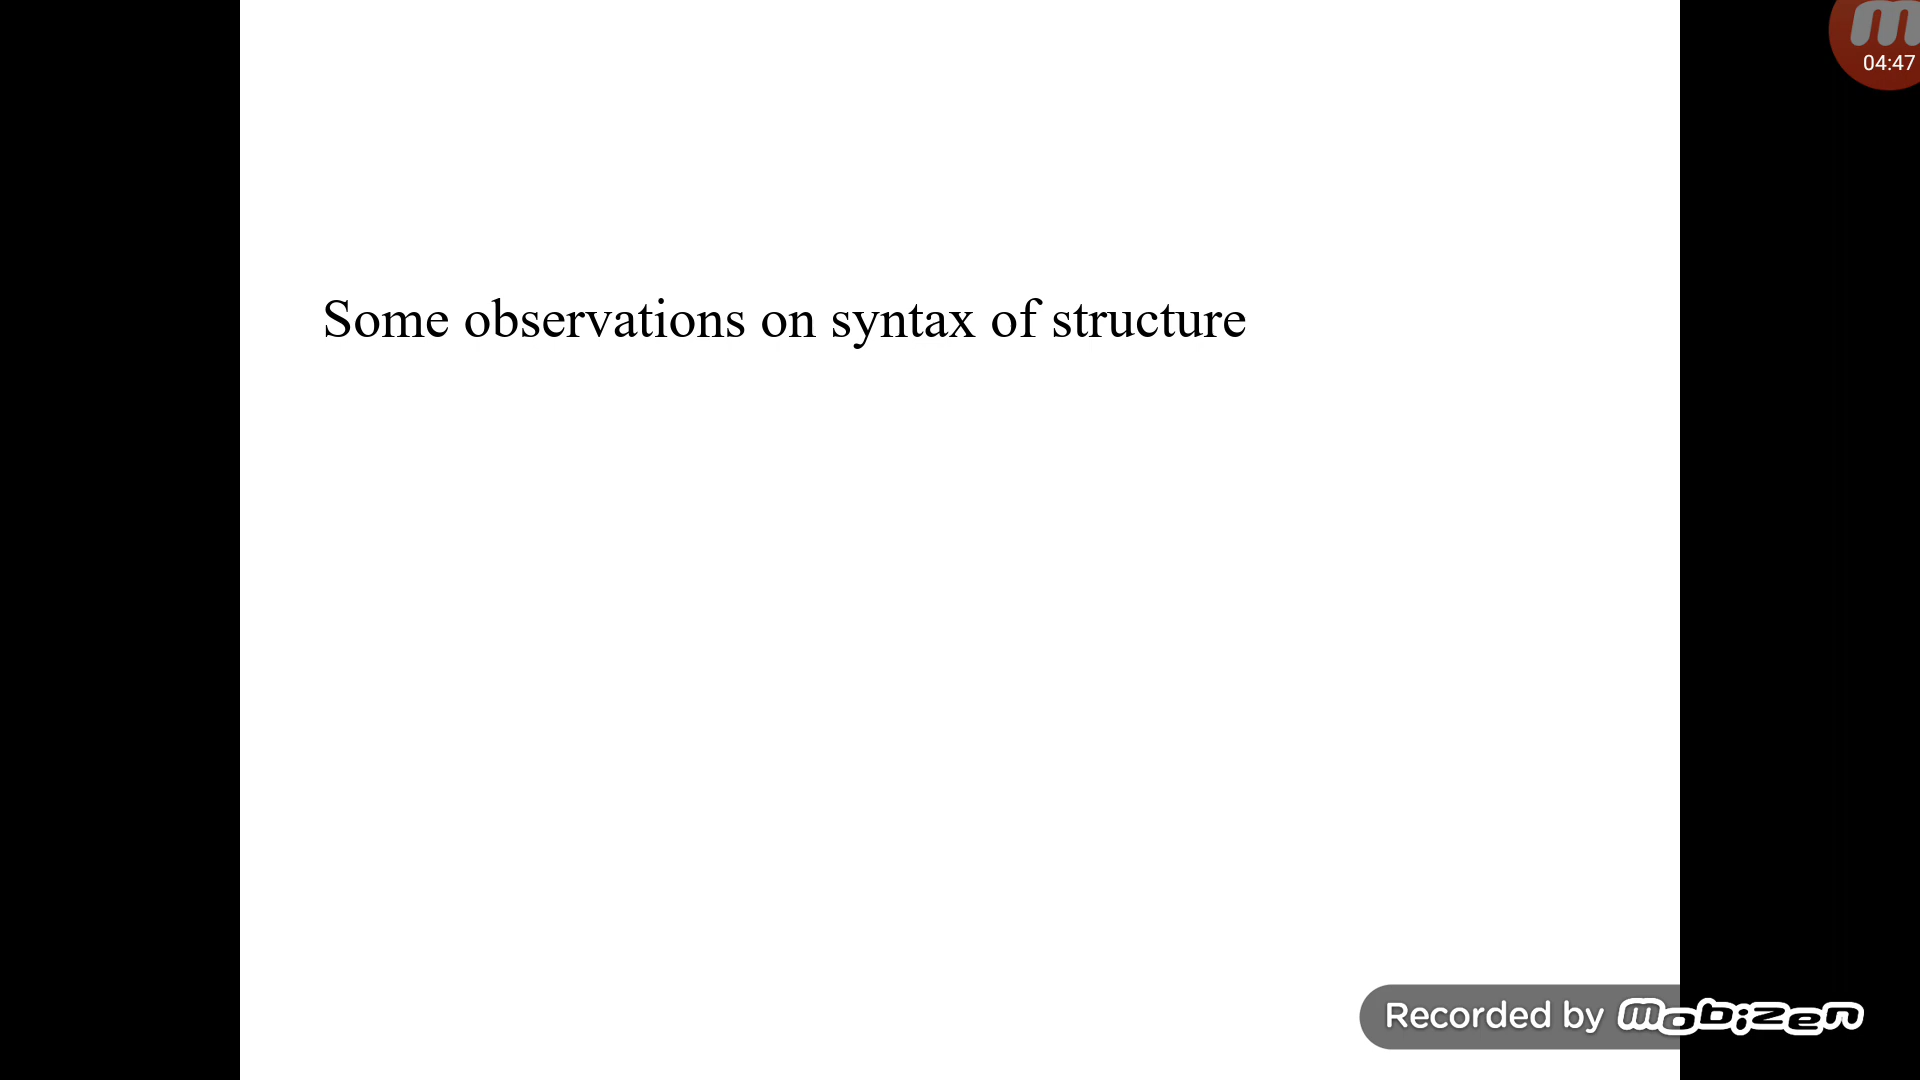 04:47
Some observations on syntax of structure
Recorded by mobizen